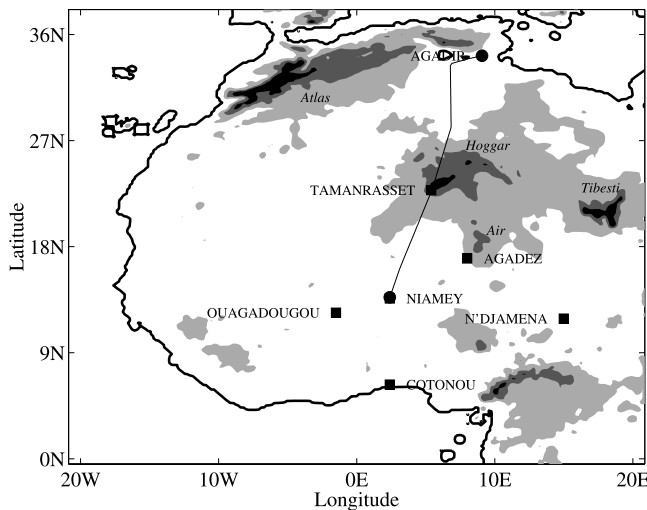 36N
AGADIR
Atlas
27N
Hoggar
TAMANRASSET
Tibesti
Latitude
Air
18N
AGADEZ
NIAMEY
OUAGADOUGOU
N'DJAMENA
9N
COTONOU
0N
20W
10W
0E
10E
20E
Longitude